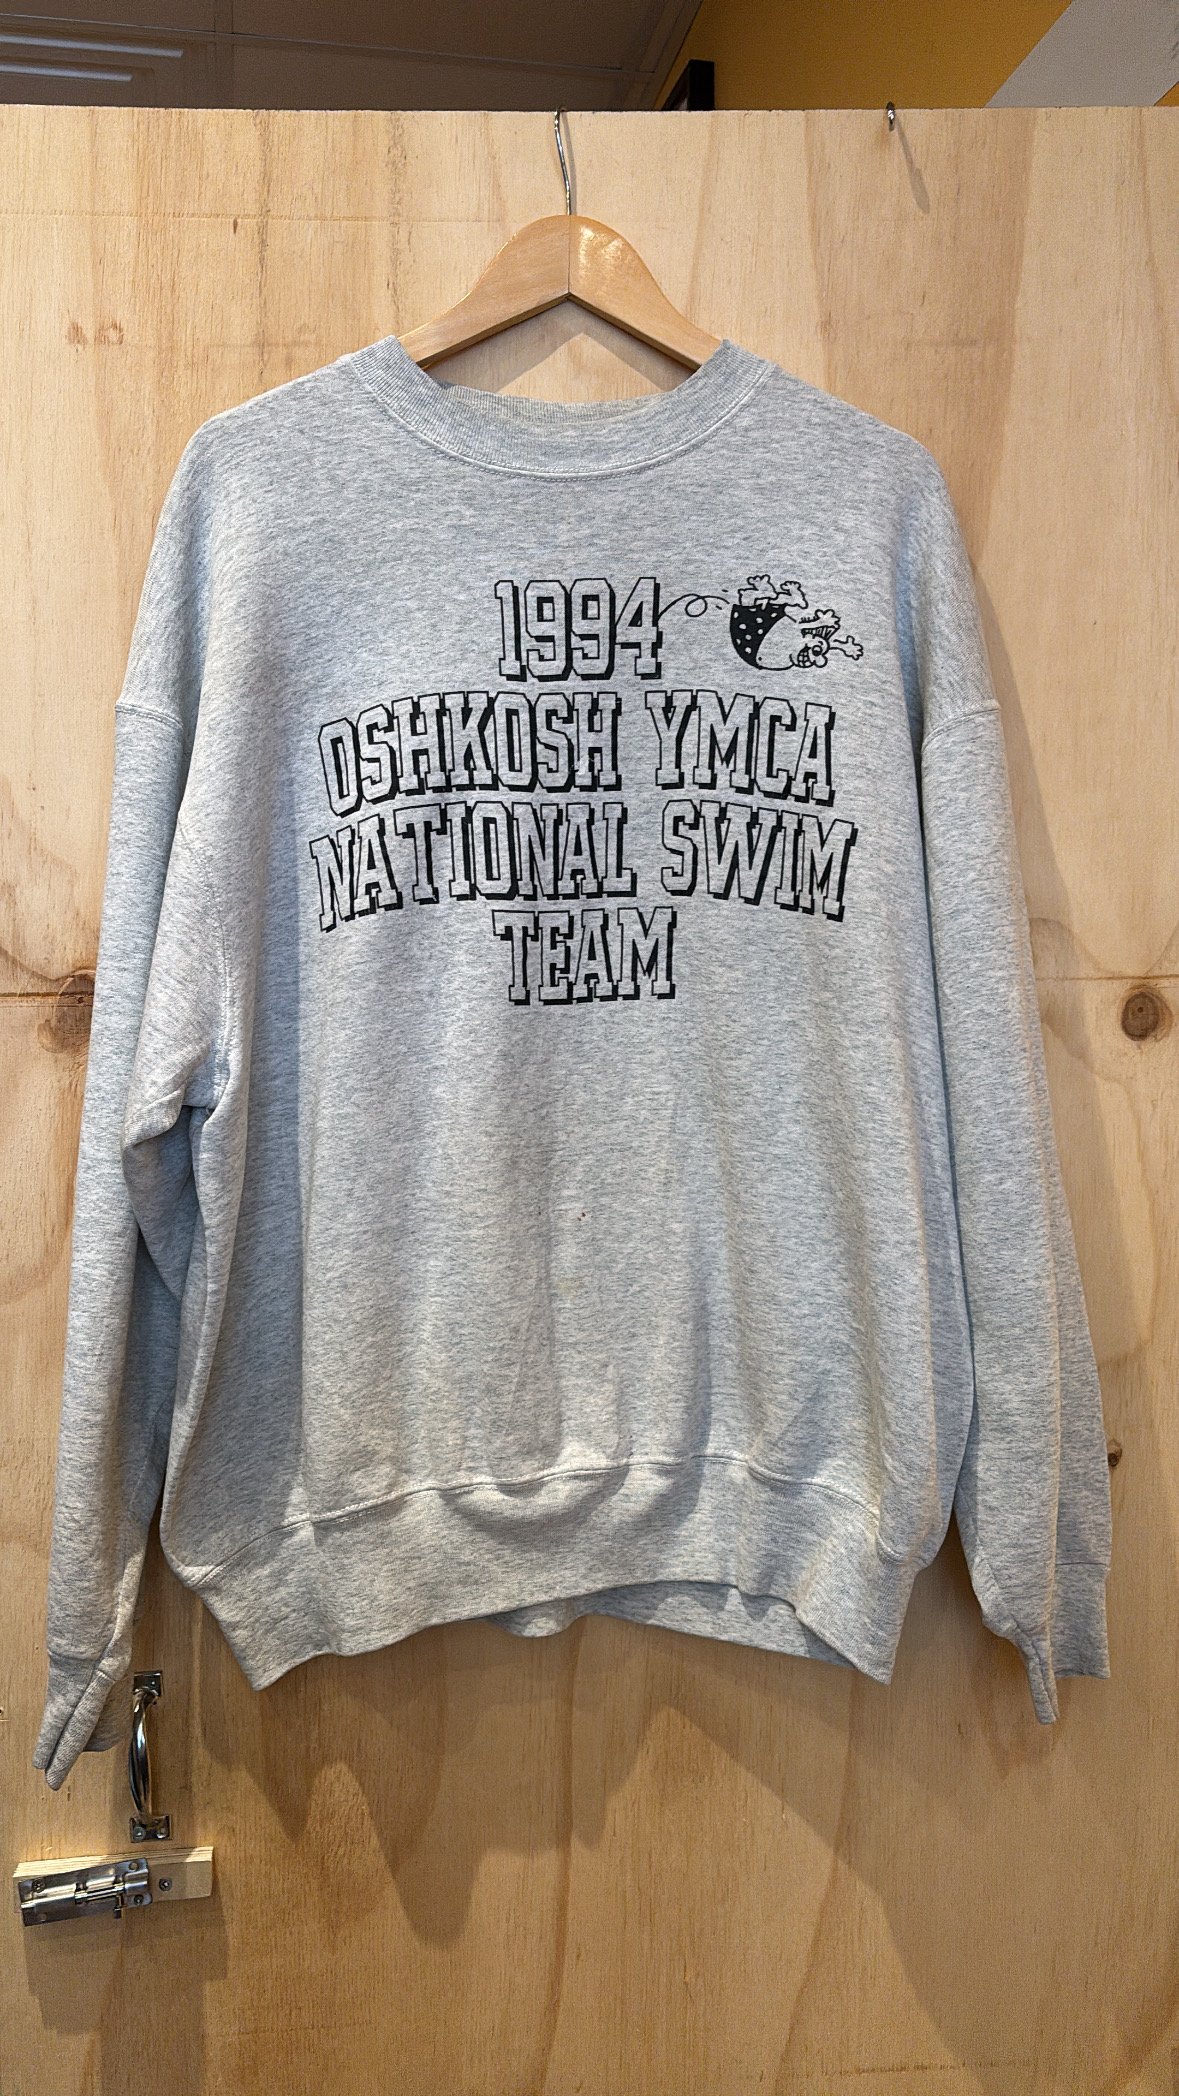 1994
OSHKOSH YMCA
NATIONAL SWIM
TEAM